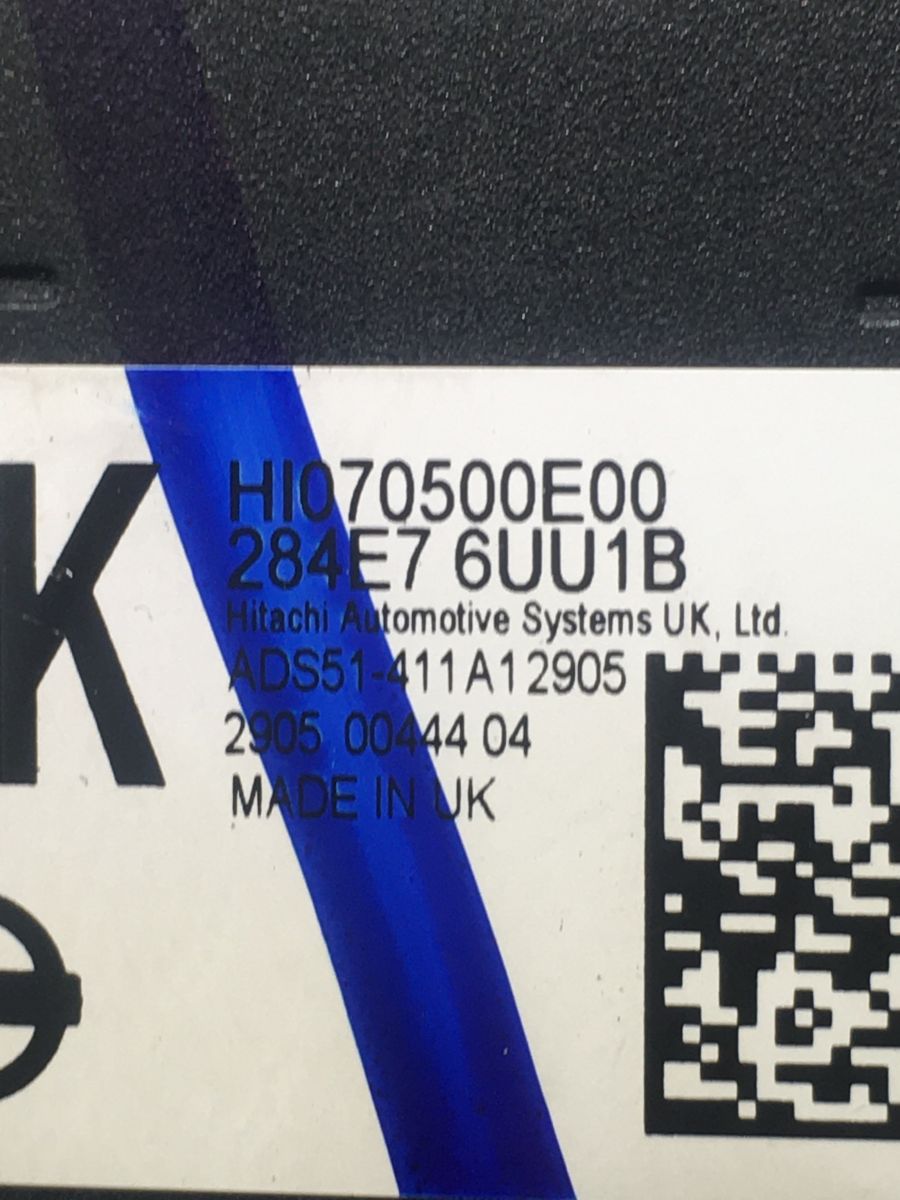 K
HI070500E00
284E7 6UU1B
Hitachi Automotive Systems UK, Ltd.
ADS51-411A12905
2905 00444 04
MADE IN UK